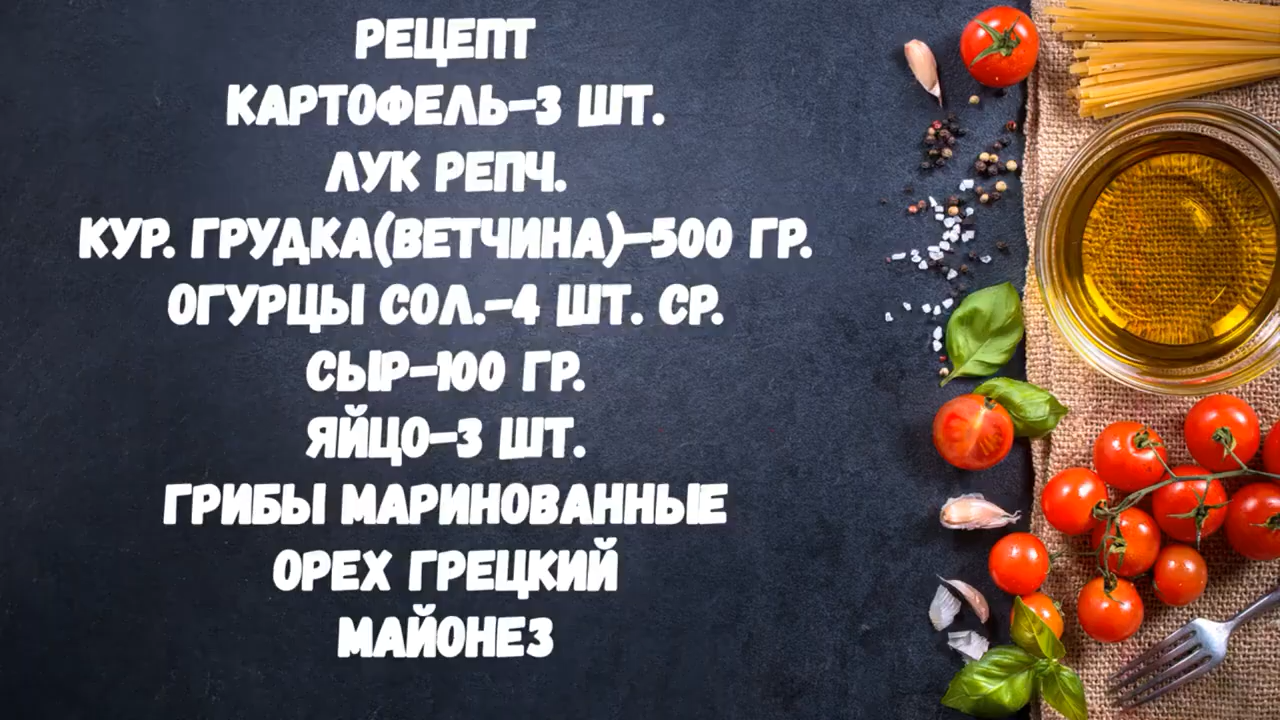 РЕЦЕПТ
КАРТОФЕЛЬ-3 ШТ.
ЛУК РЕПЧ.
КУР. ГРУДКА(ВЕТЧИНА)-500 ГР.
ОГУРЦЫ СОЛ.-4 ШТ. СР.
СЫР-100 ГР.
ЯЙЦО-3 ШТ.
ГРИБЫ МАРИНОВАННЫЕ
ОРЕХ ГРЕЦКИЙ
МАЙОНЕЗ